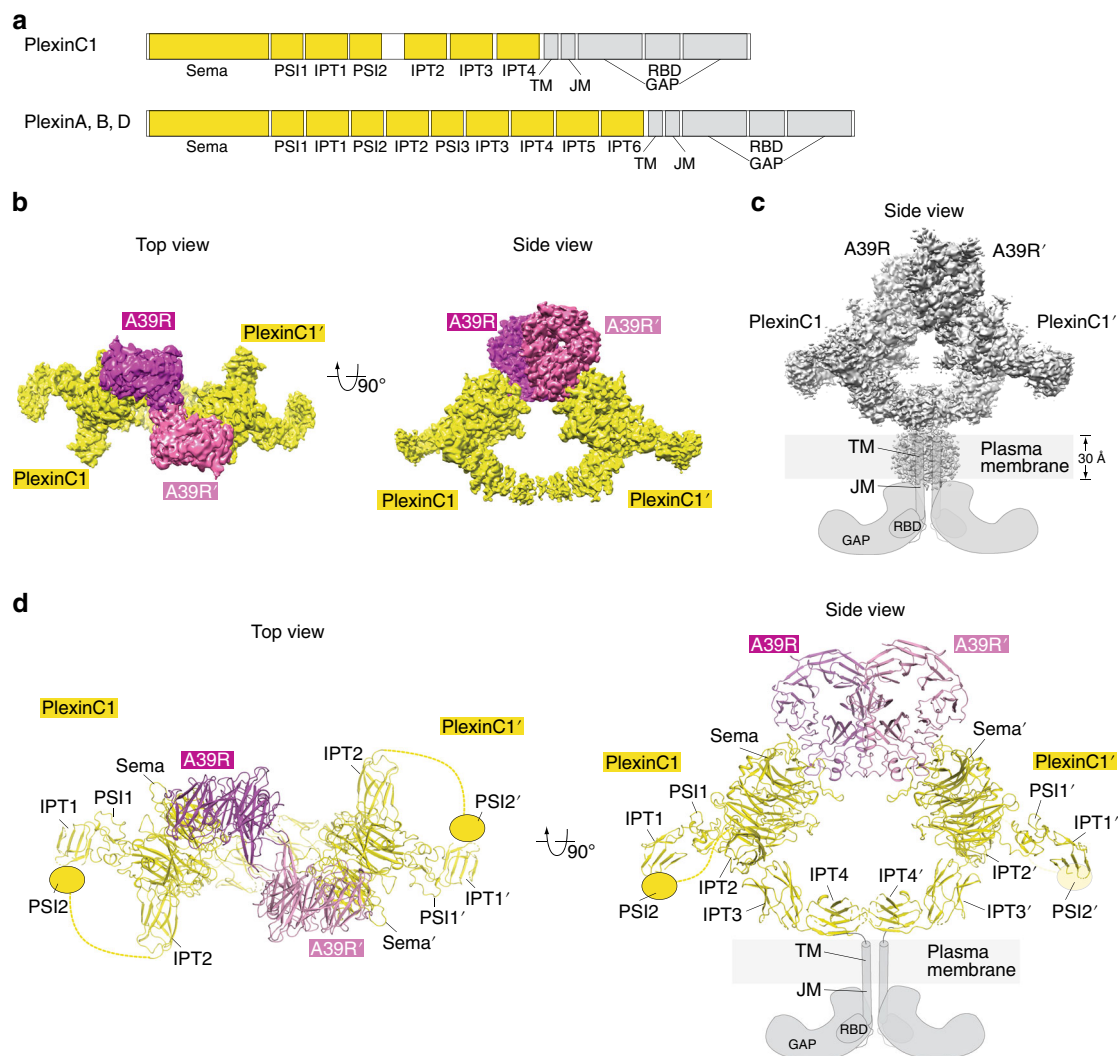 a
PlexinC1
Sema PSI1 IPT1 PSI2 IPT2 IPT3 IPT4 TM JM RBD GAP
PlexinA, B, D
Sema PSI1 IPT1 PSI2 IPT2 PSI3 IPT3 IPT4 IPT5 IPT6 TM JM RBD GAP
b
Top view
A39R
PlexinC1′
PlexinC1
A39R′
90°
Side view
A39R
A39R′
PlexinC1
PlexinC1′
c
Side view
A39R
A39R′
PlexinC1
PlexinC1′
TM
Plasma
membrane
30 Å
JM
RBD
GAP
d
Top view
PlexinC1
PlexinC1′
A39R
IPT2
Sema
PSI1
IPT1
PSI2′
PSI2
IPT1′
PSI1′
Sema′
IPT2
A39R′
90°
Side view
A39R
A39R′
Sema
Sema′
PlexinC1
PlexinC1′
PSI1
PSI1′
IPT1
IPT1′
IPT2
IPT2′
PSI2
PSI2′
IPT4
IPT4′
IPT3
IPT3′
TM
Plasma
membrane
JM
RBD
GAP